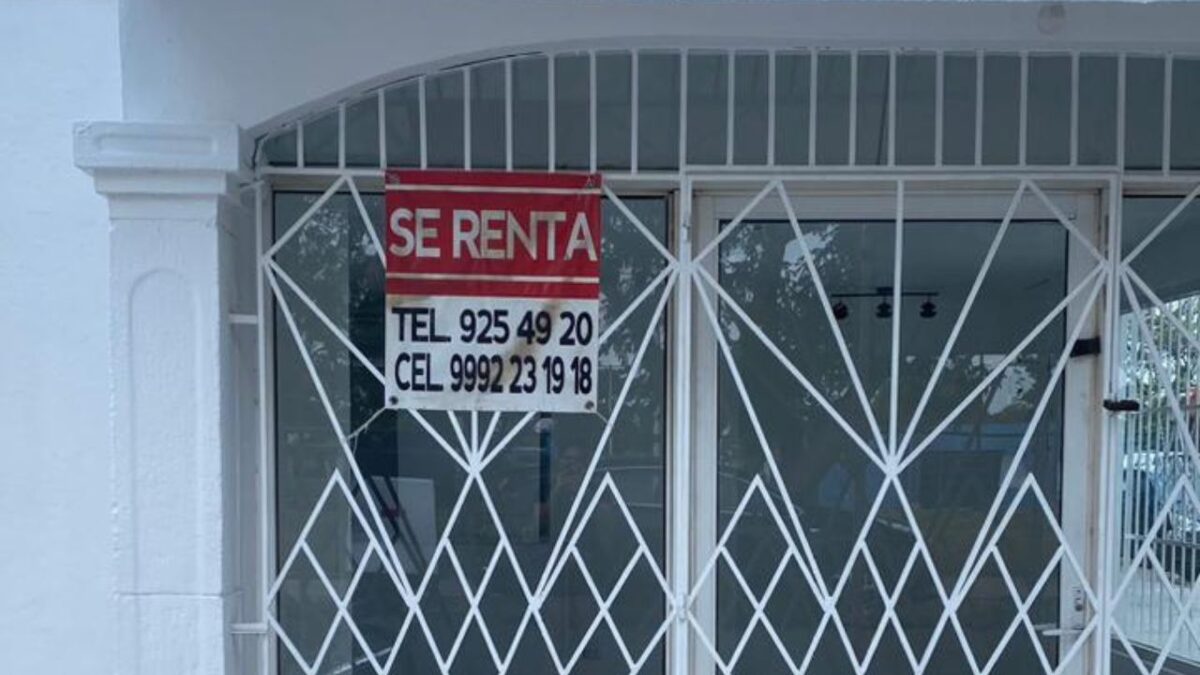 SE RENTA
TEL. 925 49 20
CEL. 9992 23 19 18